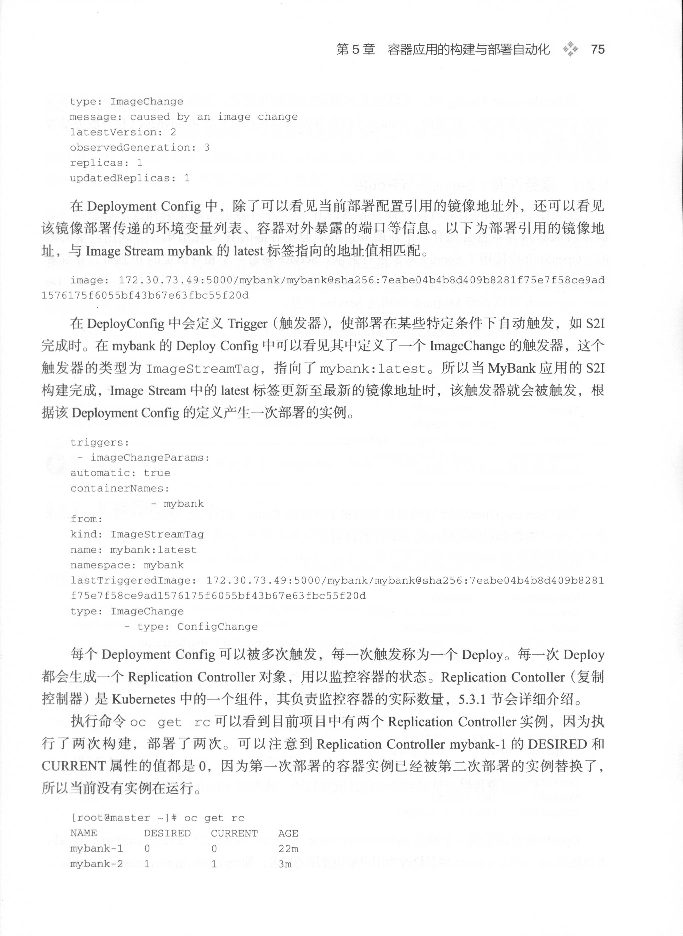 第 5 章 容器应用的构建与部署自动化 75
type: ImageChange
message: caused by an image change
latestVersion: 2
observedGeneration: 3
replicas: 1
updatedReplicas: 1
在 Deployment Config 中，除了可以看见当前部署配置引用的镜像地址外，还可以看见
该镜像部署传递的环境变量列表、容器对外暴露的端口等信息。以下为部署引用的镜像地
址，与 Image Stream mybank 的 latest 标签指向的地址值相匹配。
image: 172.30.73.49:5000/mybank/mybank@sha256:7eabe04b4b8d409b8281f75e7f58ce9ad
1576175f6055bf43b67e63fbc55f20d
在 DeployConfig 中会定义 Trigger（触发器），使部署在某些特定条件下自动触发，如 S2I
完成时。在 mybank 的 Deploy Config 中可以看见其中定义了一个 ImageChange 的触发器，这个
触发器的类型为 ImageStreamTag，指向了 mybank:latest。所以当 MyBank 应用的 S2I
构建完成，Image Stream 中的 latest 标签更新至最新的镜像地址时，该触发器就会被触发，根
据该 Deployment Config 的定义产生一次部署的实例。
triggers:
- imageChangeParams:
automatic: true
containerNames:
- mybank
from:
kind: ImageStreamTag
name: mybank:latest
namespace: mybank
lastTriggeredImage: 172.30.73.49:5000/mybank/mybank@sha256:7eabe04b4b8d409b8281
f75e7f58ce9ad1576175f6055bf43b67e63fbc55f20d
type: ImageChange
- type: ConfigChange
每个 Deployment Config 可以被多次触发，每一次触发称为一个 Deploy。每一次 Deploy
都会生成一个 Replication Controller 对象，用以监控容器的状态。Replication Contoller（复制
控制器）是 Kubernetes 中的一个组件，其负责监控容器的实际数量，5.3.1 节会详细介绍。
执行命令 oc get rc 可以看到目前项目中有两个 Replication Controller 实例，因为执
行了两次构建，部署了两次。可以注意到 Replication Controller mybank-1 的 DESIRED 和
CURRENT 属性的值都是 0，因为第一次部署的容器实例已经被第二次部署的实例替换了，
所以当前没有实例在运行。
[root@master ~]# oc get rc
NAME DESIRED CURRENT AGE
mybank-1 0 0 22m
mybank-2 1 1 3m